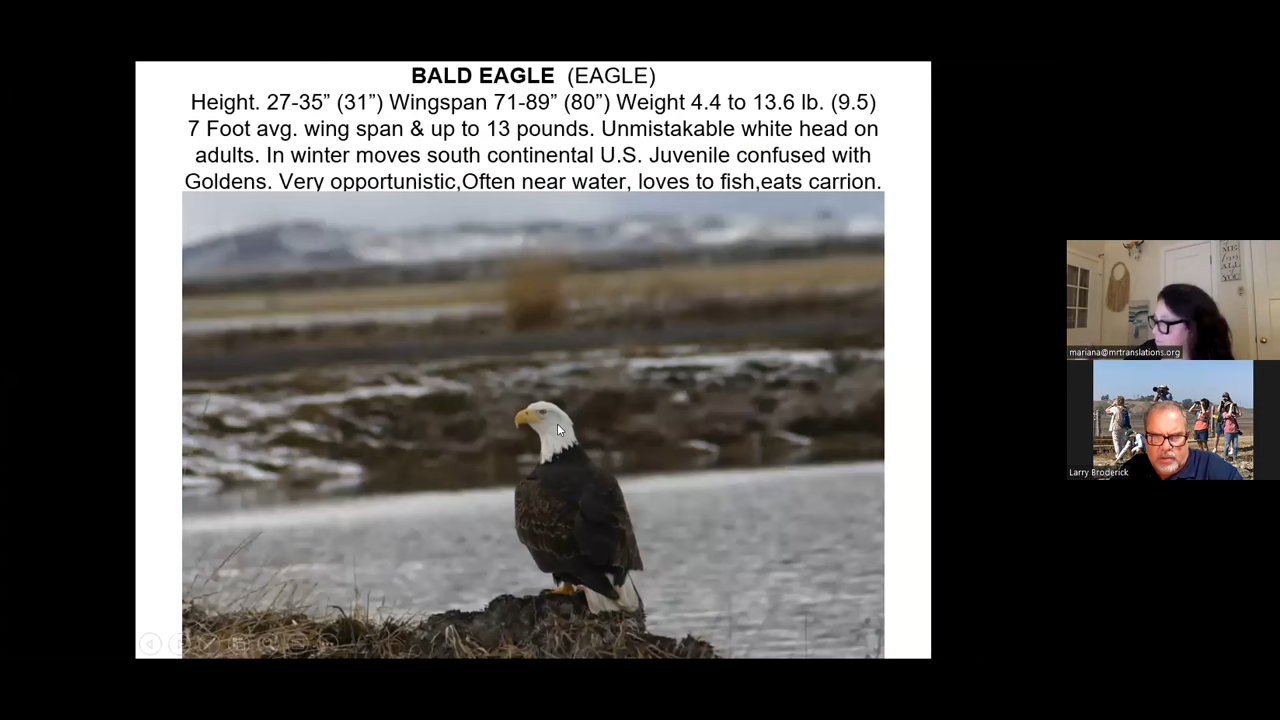 BALD EAGLE (EAGLE)
Height. 27-35” (31”) Wingspan 71-89” (80”) Weight 4.4 to 13.6 lb. (9.5)
7 Foot avg. wing span & up to 13 pounds. Unmistakable white head on
adults. In winter moves south continental U.S. Juvenile confused with
Goldens. Very opportunistic,Often near water, loves to fish,eats carrion.
mariana@mrtranslations.org
Larry Broderick